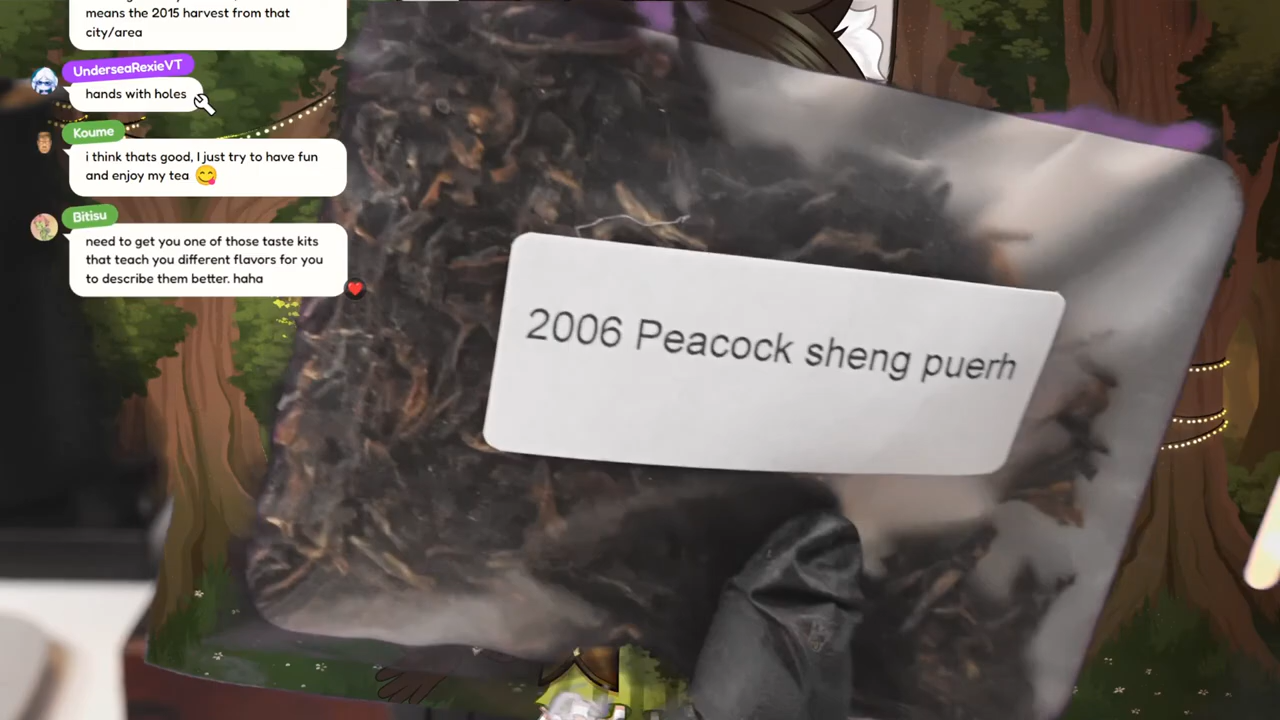 means the 2015 harvest from that
city/area
UnderseaRexieVT
hands with holes
Koume
i think thats good, I just try to have fun
and enjoy my tea 😋
Bitisu
need to get you one of those taste kits
that teach you different flavors for you
to describe them better. haha
2006 Peacock sheng puerh